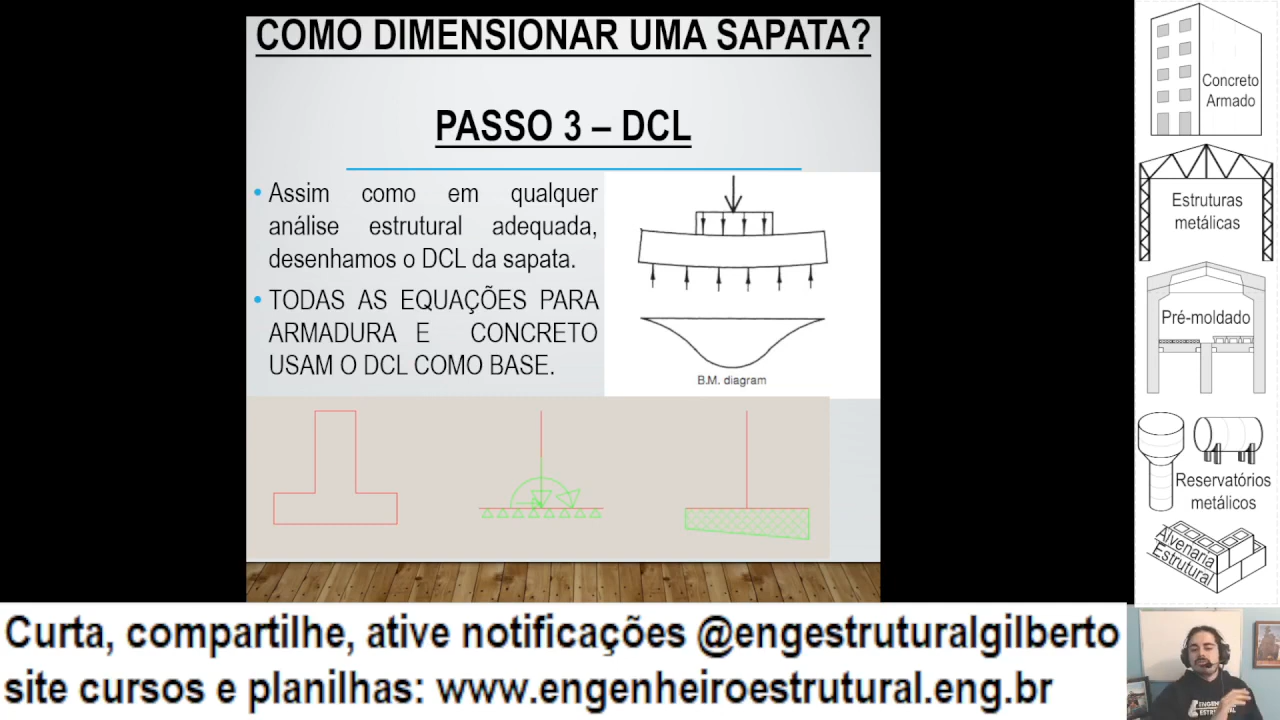 COMO DIMENSIONAR UMA SAPATA?
PASSO 3 – DCL
• Assim como em qualquer
análise estrutural adequada,
desenhamos o DCL da sapata.
• TODAS AS EQUAÇÕES PARA
ARMADURA E CONCRETO
USAM O DCL COMO BASE.
B.M. diagram
Concreto
Armado
Estruturas
metálicas
Pré-moldado
Reservatórios
metálicos
Alvenaria
Estrutural
Curta, compartilhe, ative notificações @engestruturalgilberto
site cursos e planilhas: www.engenheiroestrutural.eng.br